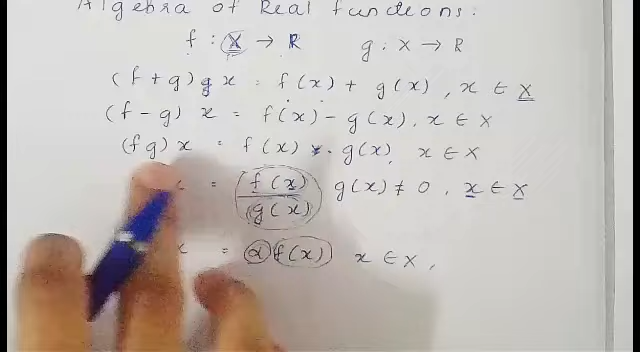 Algebra of Real functions.
f : X → R g : X → R
(f + g) g x = f(x) + g(x), x ∈ X
(f - g) x = f(x) - g(x), x ∈ X
(fg) x = f(x) · g(x), x ∈ X
x = f(x) / g(x) g(x) ≠ 0, x ∈ X
x = α f(x) x ∈ X,